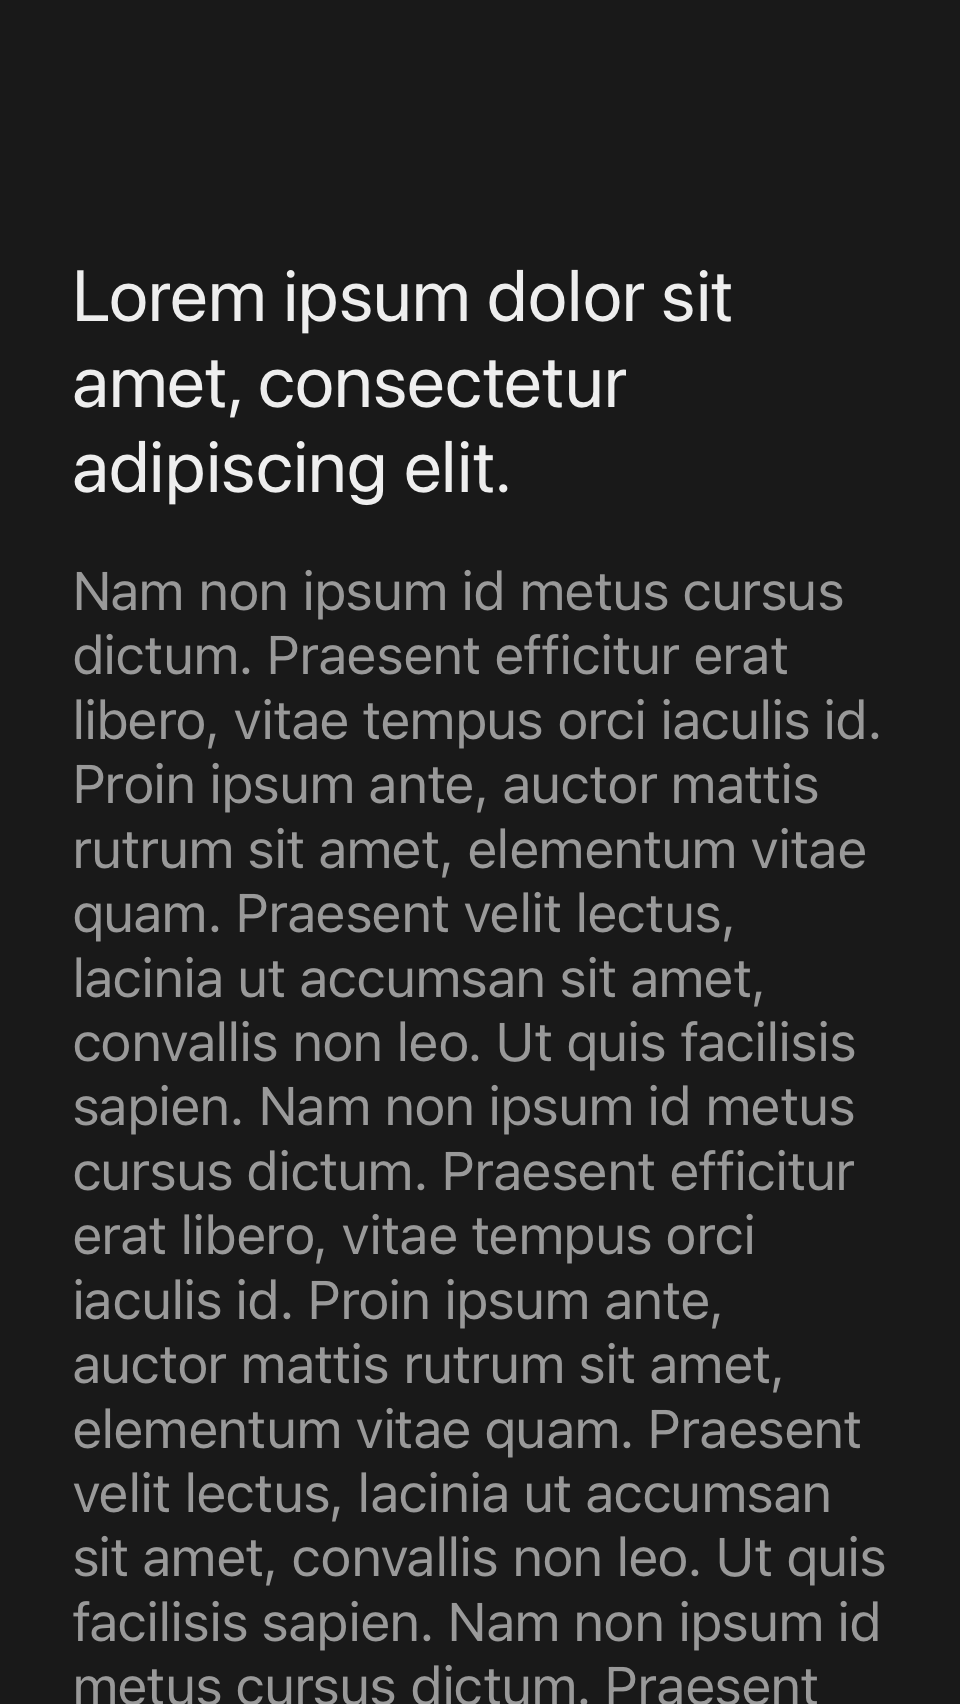 Lorem ipsum dolor sit
amet, consectetur
adipiscing elit.
Nam non ipsum id metus cursus
dictum. Praesent efficitur erat
libero, vitae tempus orci iaculis id.
Proin ipsum ante, auctor mattis
rutrum sit amet, elementum vitae
quam. Praesent velit lectus,
lacinia ut accumsan sit amet,
convallis non leo. Ut quis facilisis
sapien. Nam non ipsum id metus
cursus dictum. Praesent efficitur
erat libero, vitae tempus orci
iaculis id. Proin ipsum ante,
auctor mattis rutrum sit amet,
elementum vitae quam. Praesent
velit lectus, lacinia ut accumsan
sit amet, convallis non leo. Ut quis
facilisis sapien. Nam non ipsum id
metus cursus dictum. Praesent